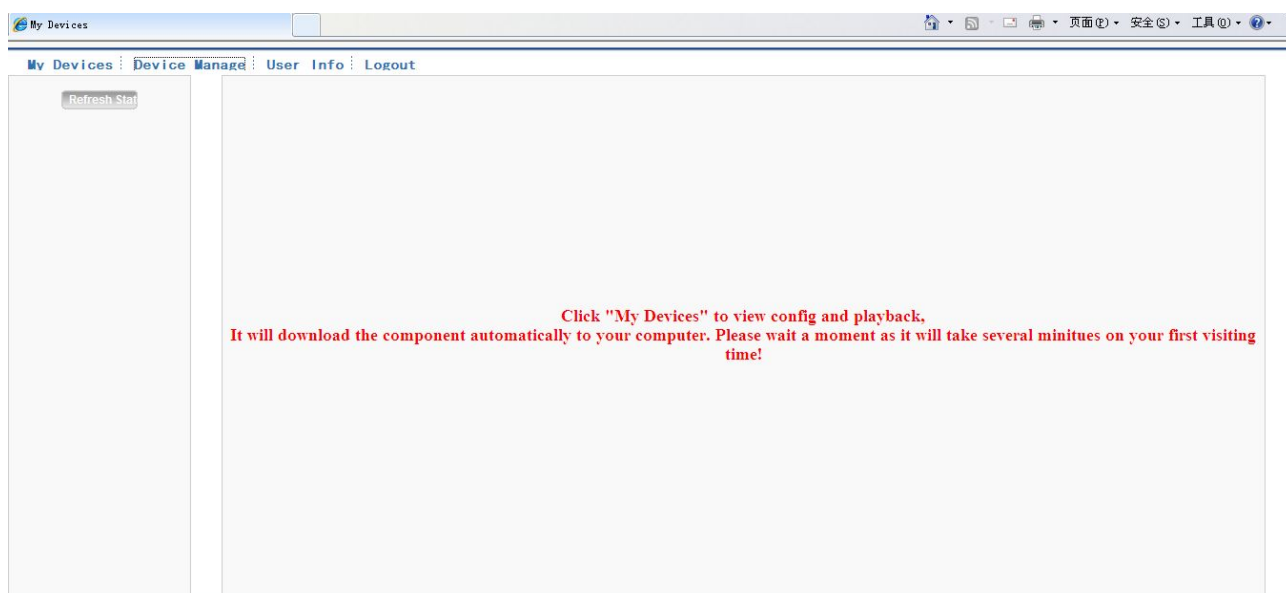 My Devices
页面(P) 安全(S) 工具(O)
My Devices Device Manage User Info Logout
Refresh Stat
Click "My Devices" to view config and playback,
It will download the component automatically to your computer. Please wait a moment as it will take several minitues on your first visiting
time!